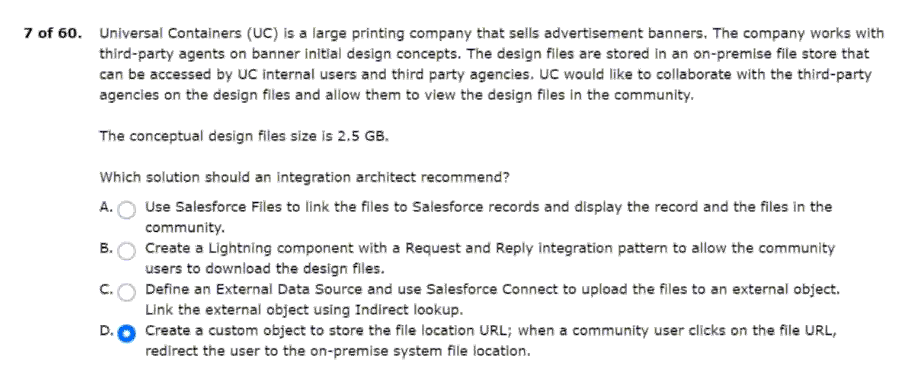 7 of 60. Universal Containers (UC) is a large printing company that sells advertisement banners. The company works with
third-party agents on banner initial design concepts. The design files are stored in an on-premise file store that
can be accessed by UC internal users and third party agencies. UC would like to collaborate with the third-party
agencies on the design files and allow them to view the design files in the community.
The conceptual design files size is 2.5 GB.
Which solution should an integration architect recommend?
A. Use Salesforce Files to link the files to Salesforce records and display the record and the files in the
community.
B. Create a Lightning component with a Request and Reply integration pattern to allow the community
users to download the design files.
C. Define an External Data Source and use Salesforce Connect to upload the files to an external object.
Link the external object using Indirect lookup.
D. Create a custom object to store the file location URL; when a community user clicks on the file URL,
redirect the user to the on-premise system file location.